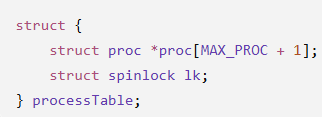 struct {
    struct proc *proc[MAX_PROC + 1];
    struct spinlock lk;
} processTable;